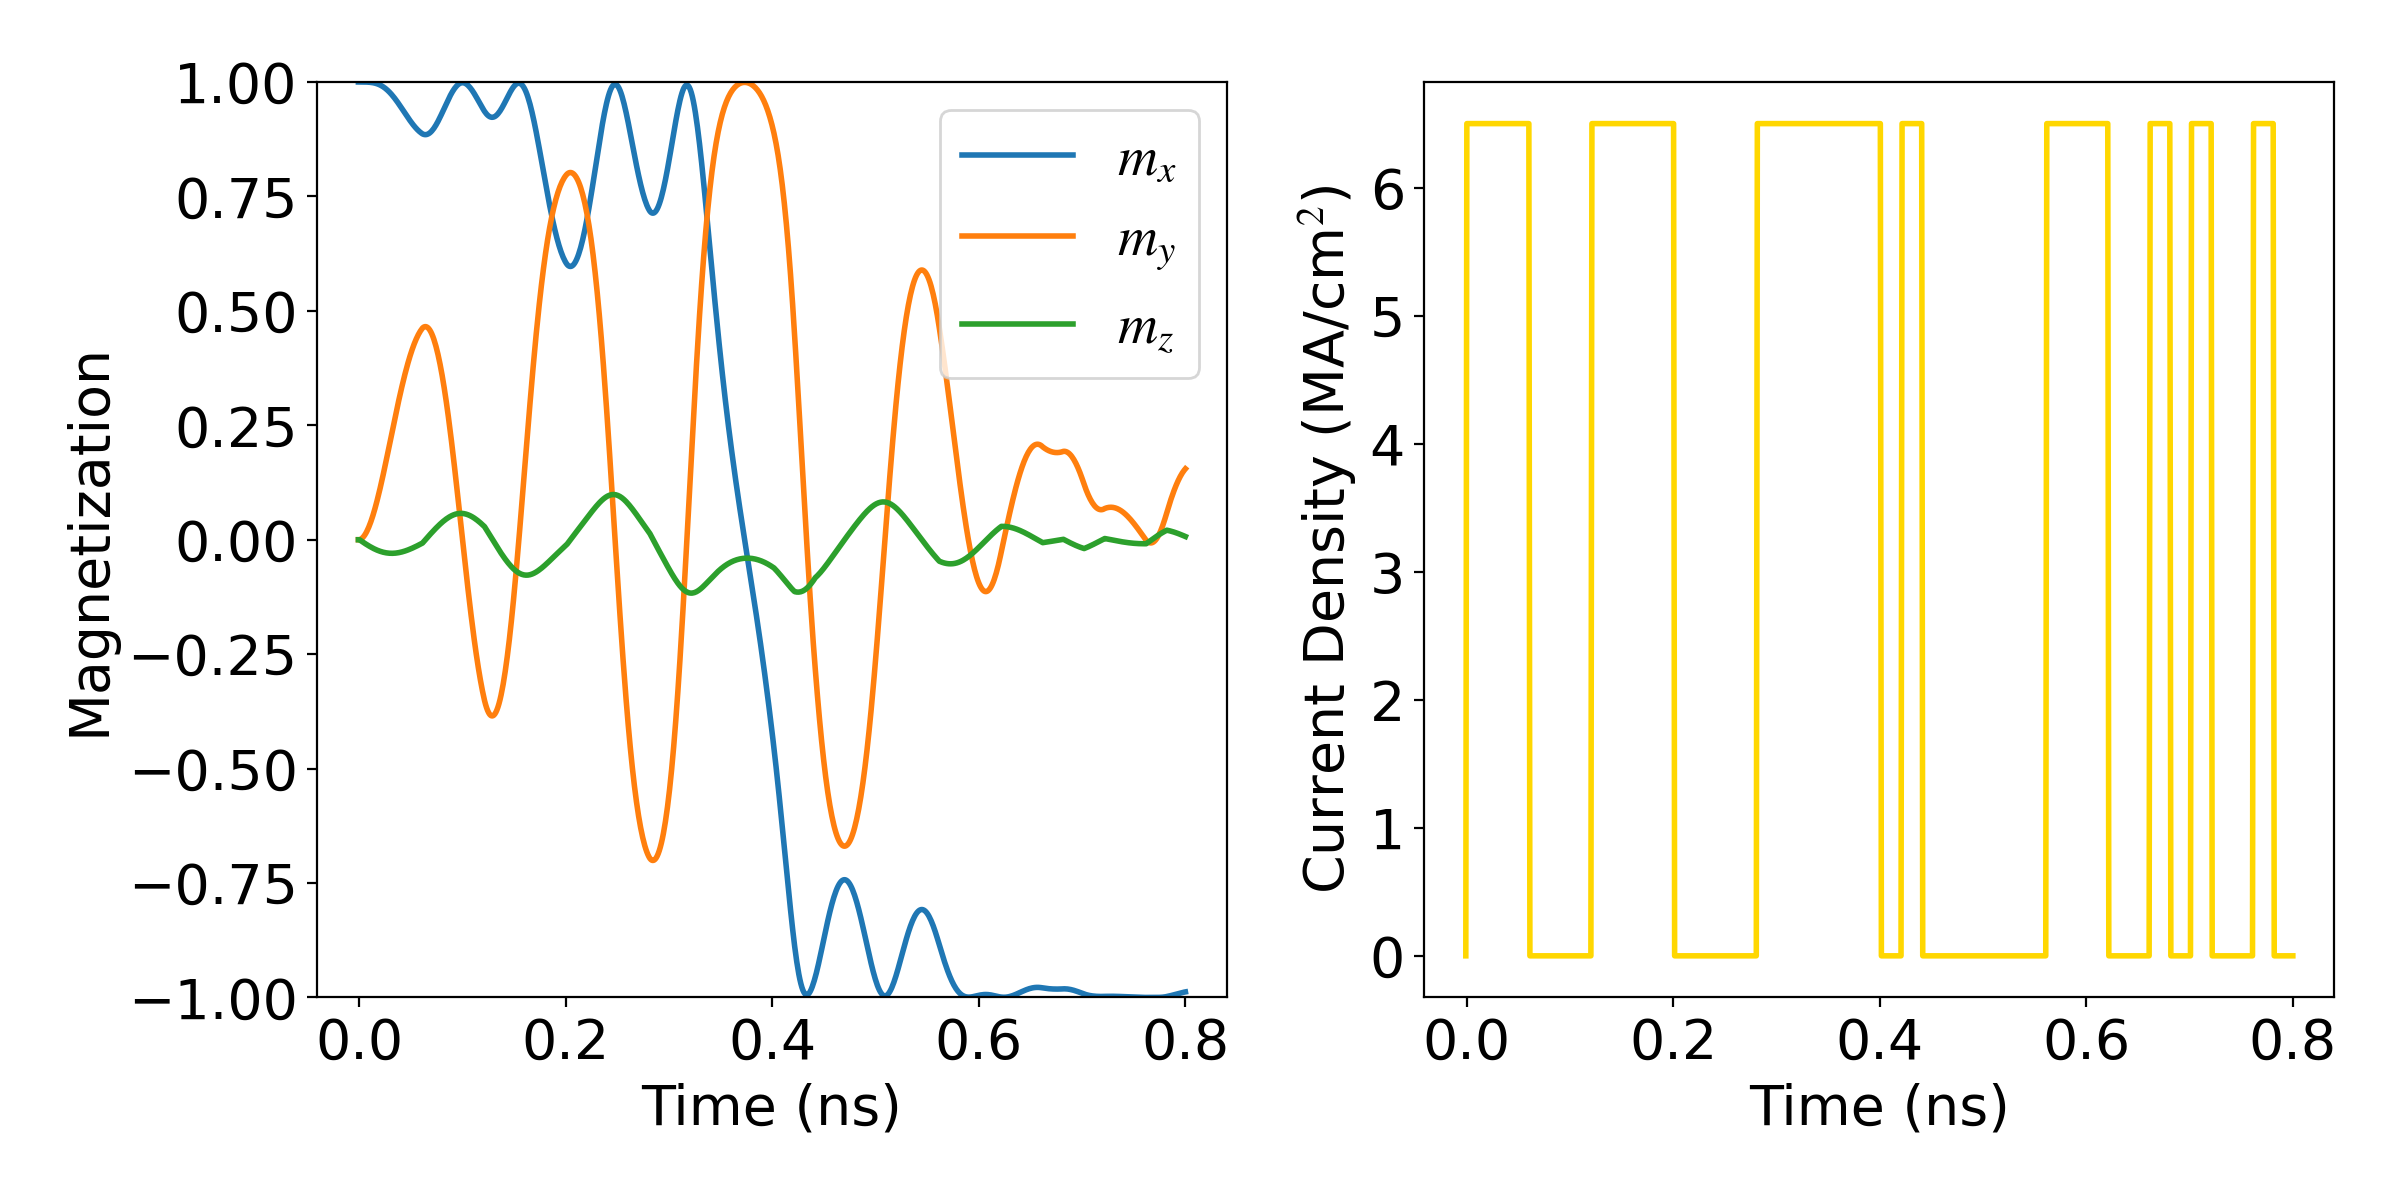 Magnetization
1.00
0.75
0.50
0.25
0.00
−0.25
−0.50
−0.75
−1.00
0.0 0.2 0.4 0.6 0.8
Time (ns)
m_x
m_y
m_z
Current Density (MA/cm²)
6
5
4
3
2
1
0
0.0 0.2 0.4 0.6 0.8
Time (ns)